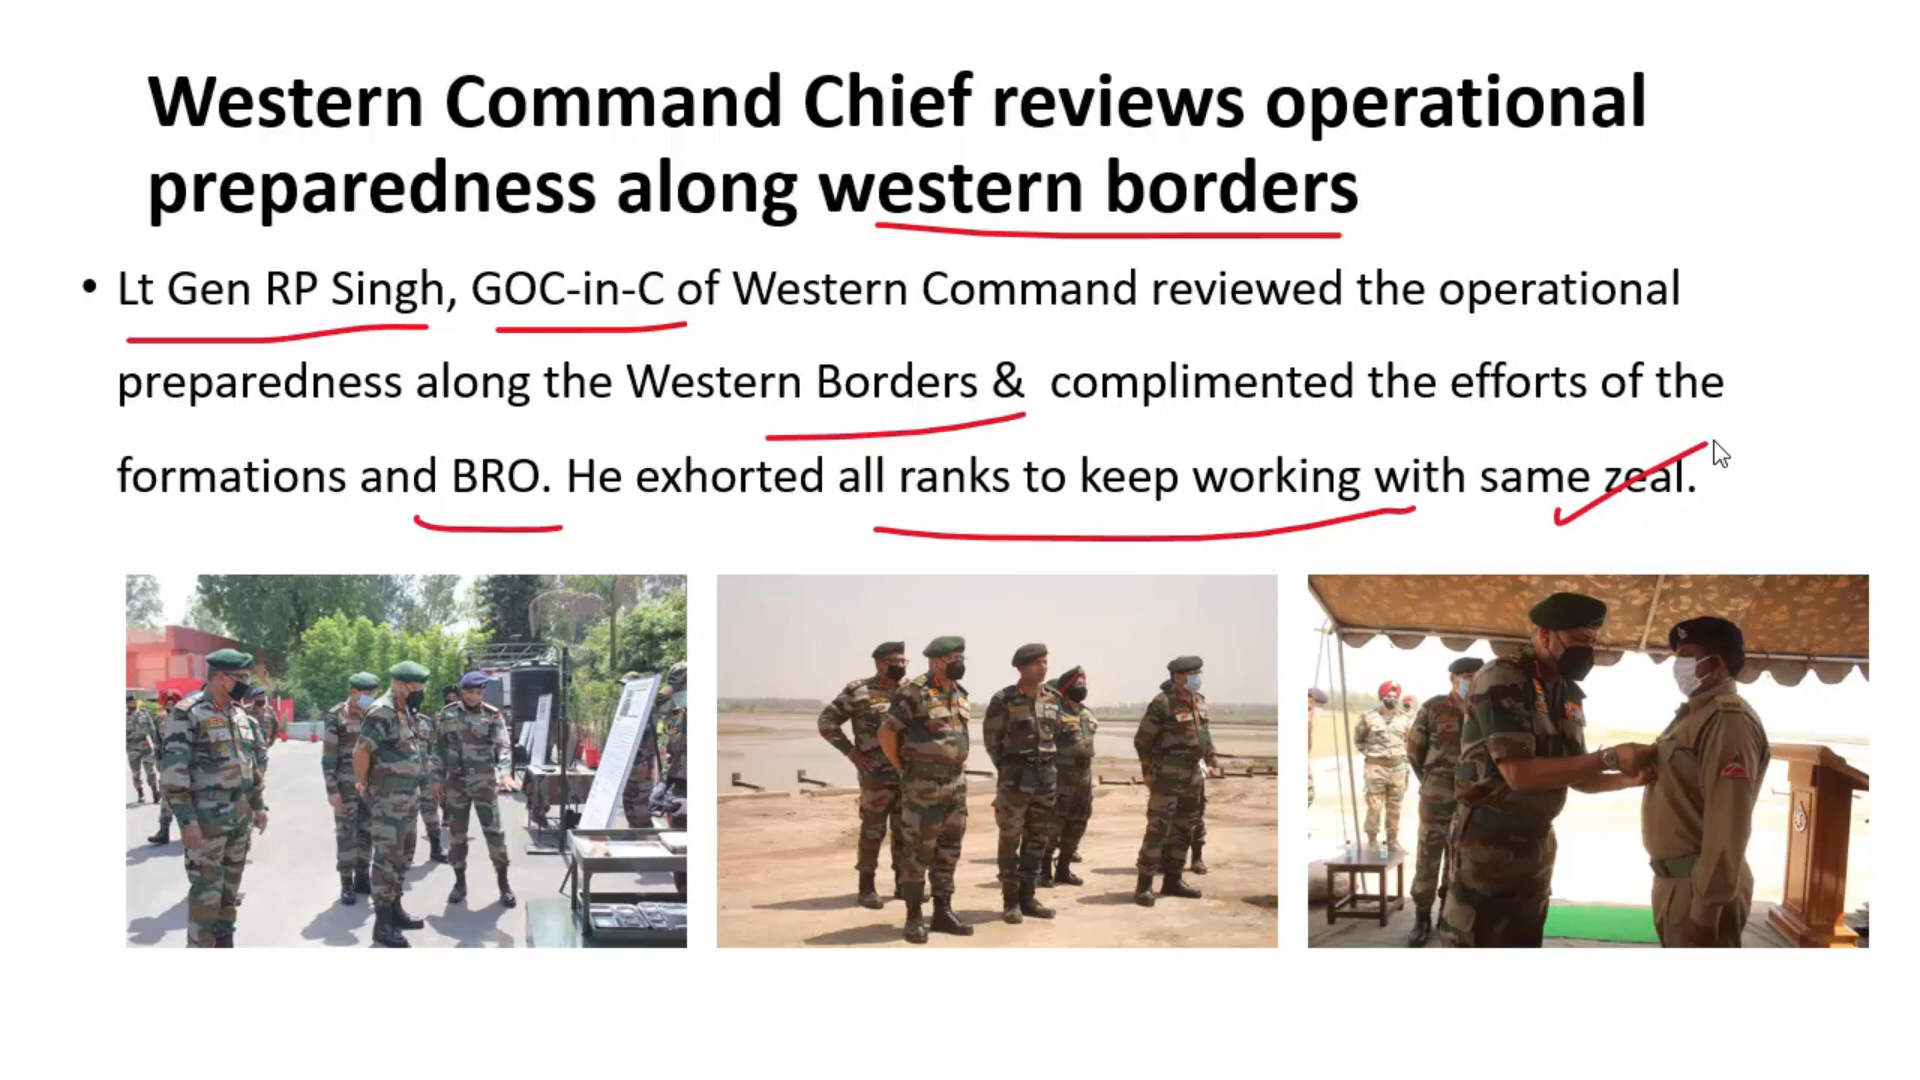 Western Command Chief reviews operational
preparedness along western borders
• Lt Gen RP Singh, GOC-in-C of Western Command reviewed the operational
preparedness along the Western Borders & complimented the efforts of the
formations and BRO. He exhorted all ranks to keep working with same zeal.